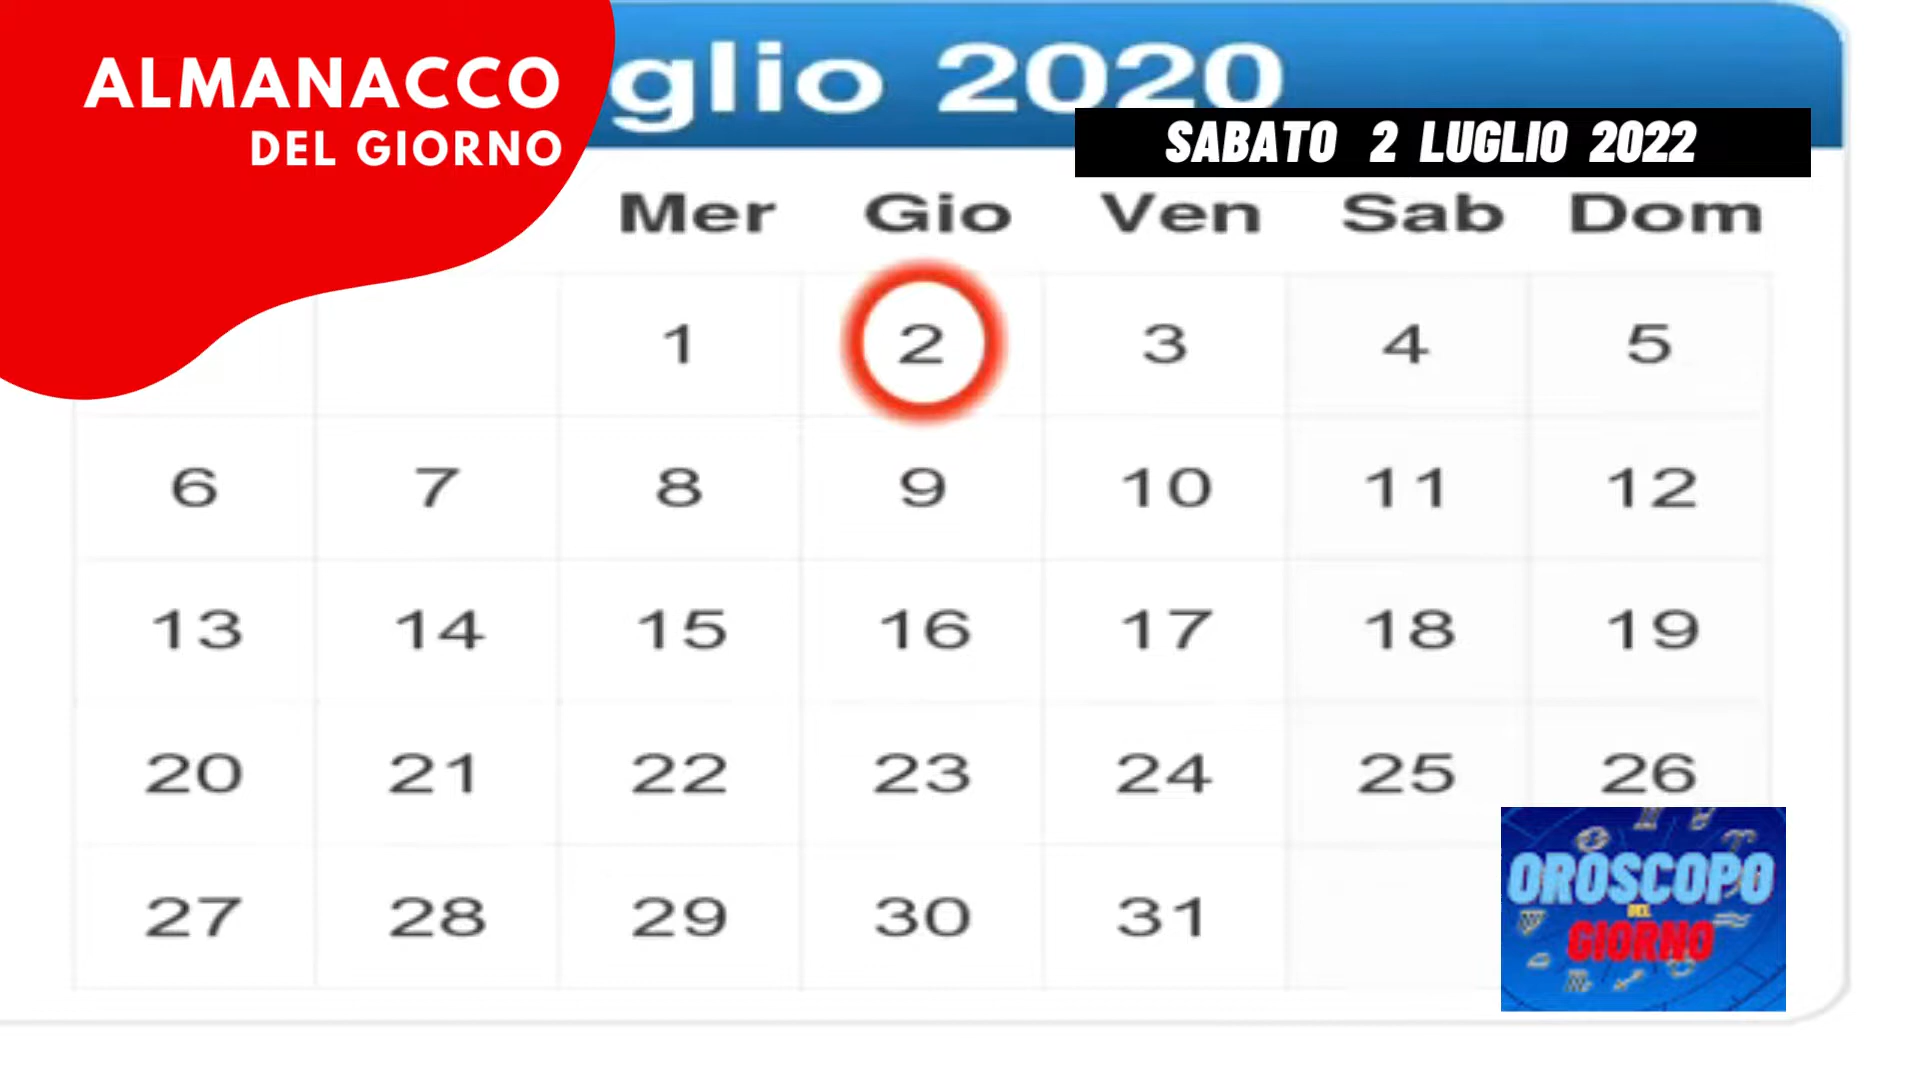 ALMANACCO
DEL GIORNO
glio 2020
SABATO 2 LUGLIO 2022
Mer Gio Ven Sab Dom
1 2 3 4 5
6 7 8 9 10 11 12
13 14 15 16 17 18 19
20 21 22 23 24 25 26
27 28 29 30 31
OROSCOPO
DEL
GIORNO